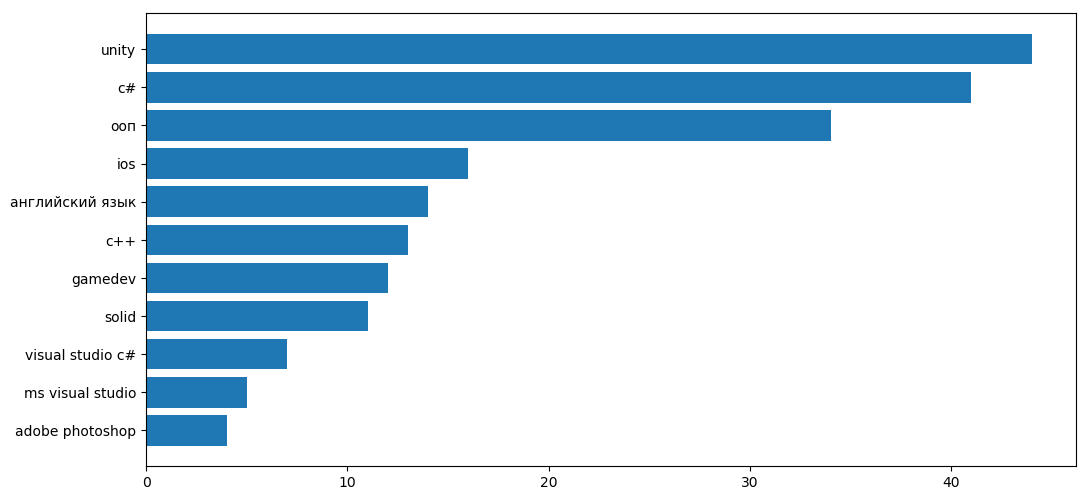 unity
c#
ооп
ios
английский язык
c++
gamedev
solid
visual studio c#
ms visual studio
adobe photoshop
0 10 20 30 40